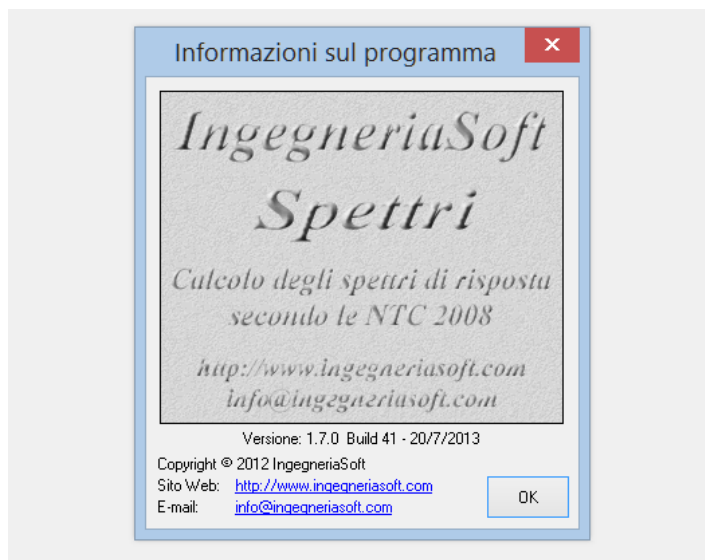 Informazioni sul programma
IngegneriaSoft
Spettri
Calcolo degli spettri di risposta
secondo le NTC 2008
http://www.ingegneriasoft.com
info@ingegneriasoft.com
Versione: 1.7.0 Build 41 - 20/7/2013
Copyright © 2012 IngegneriaSoft
Sito Web: http://www.ingegneriasoft.com
E-mail: info@ingegneriasoft.com
OK